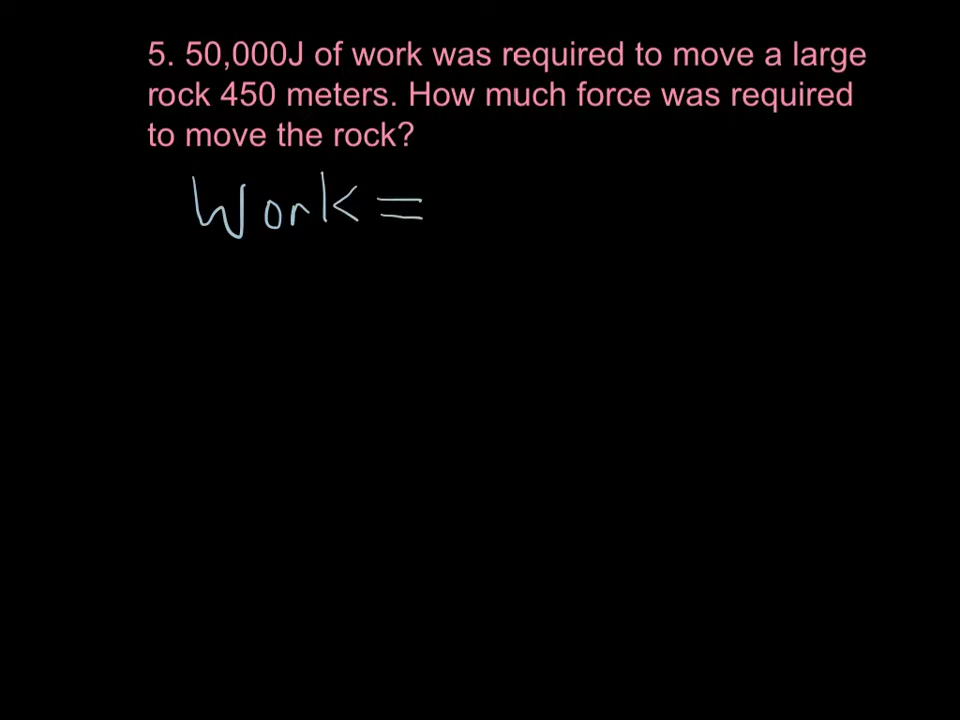 5. 50,000J of work was required to move a large
rock 450 meters. How much force was required
to move the rock?
Work =